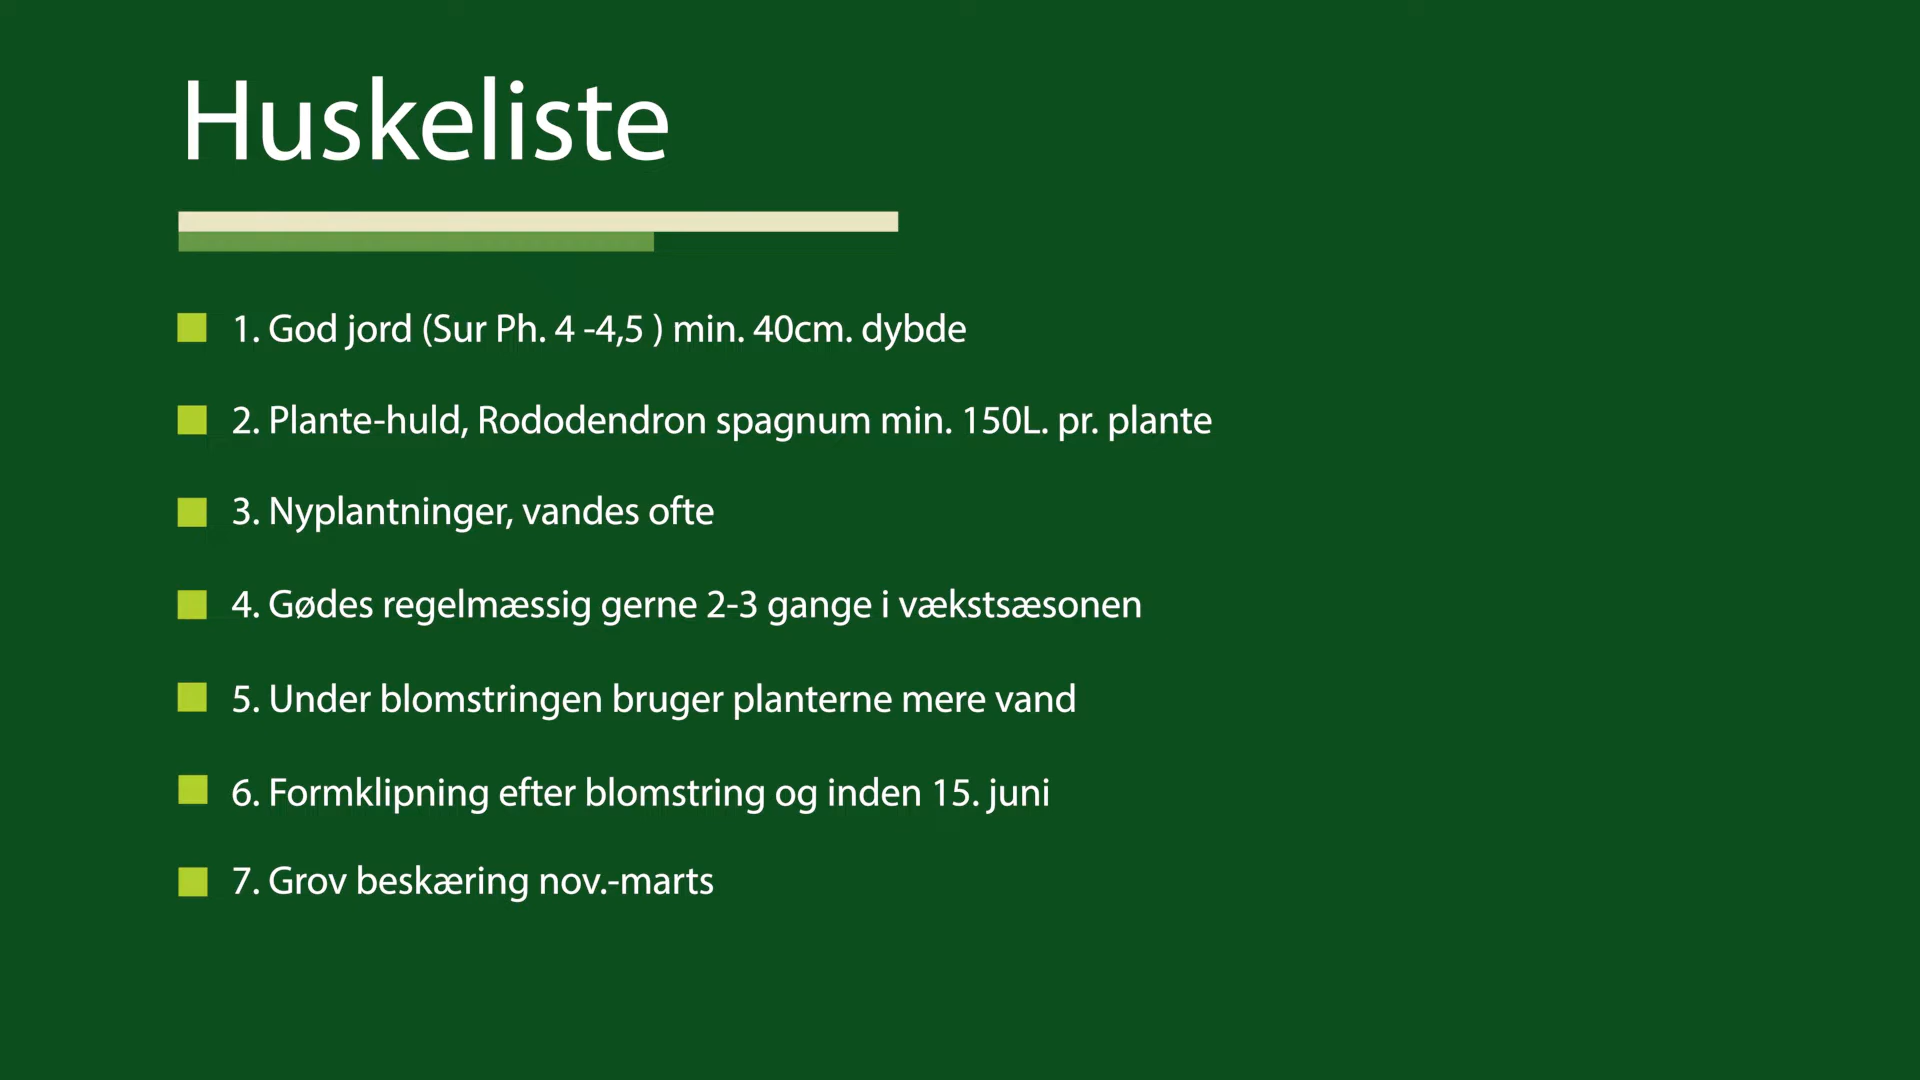 Huskeliste
1. God jord (Sur Ph. 4 -4,5 ) min. 40cm. dybde
2. Plante-huld, Rododendron spagnum min. 150L. pr. plante
3. Nyplantninger, vandes ofte
4. Gødes regelmæssig gerne 2-3 gange i vækstsæsonen
5. Under blomstringen bruger planterne mere vand
6. Formklipning efter blomstring og inden 15. juni
7. Grov beskæring nov.-marts